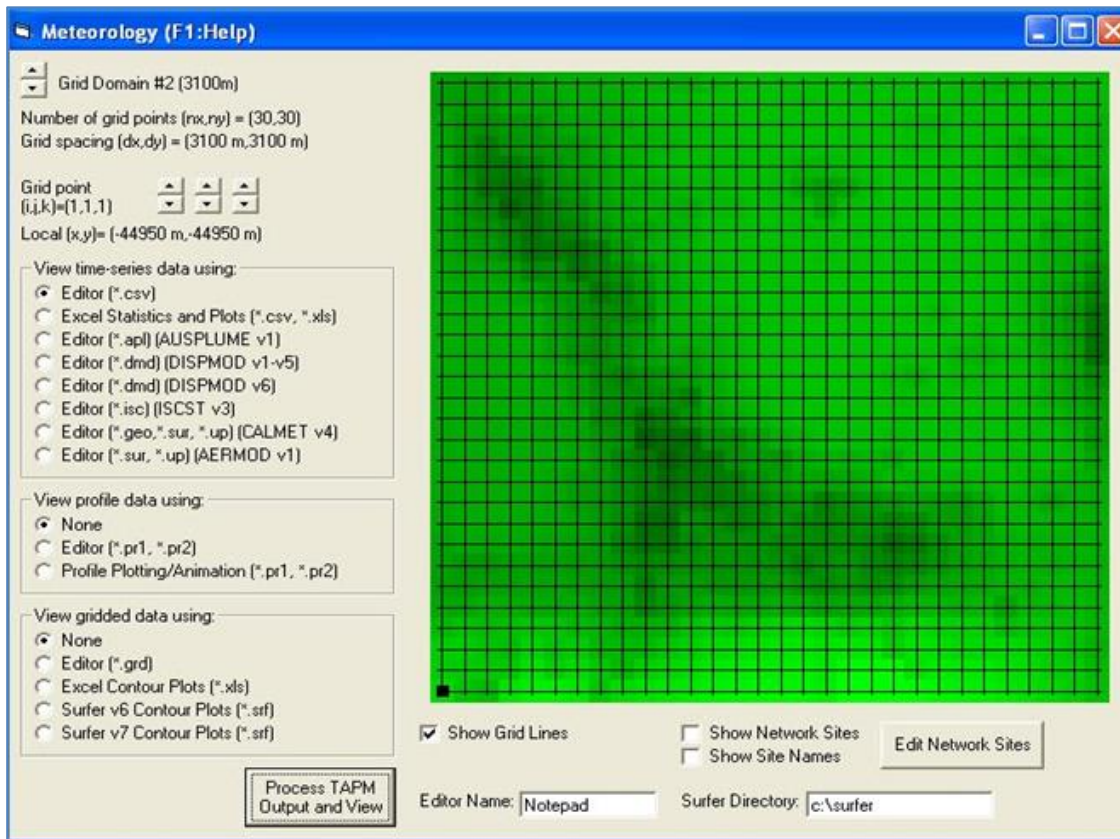 Meteorology (F1:Help)
Grid Domain #2 (3100m)
Number of grid points (nx,ny) = (30,30)
Grid spacing (dx,dy) = (3100 m,3100 m)
Grid point
(i,j,k)=(1,1,1)
Local (x,y)= (-44950 m,-44950 m)
View time-series data using:
Editor (*.csv)
Excel Statistics and Plots (*.csv, *.xls)
Editor (*.apl) (AUSPLUME v1)
Editor (*.dmd) (DISPMOD v1-v5)
Editor (*.dmd) (DISPMOD v6)
Editor (*.isc) (ISCST v3)
Editor (*.geo,*.sur, *.up) (CALMET v4)
Editor (*.sur, *.up) (AERMOD v1)
View profile data using:
None
Editor (*.pr1, *.pr2)
Profile Plotting/Animation (*.pr1, *.pr2)
View gridded data using:
None
Editor (*.grd)
Excel Contour Plots (*.xls)
Surfer v6 Contour Plots (*.srf)
Surfer v7 Contour Plots (*.srf)
Process TAPM
Output and View
Show Grid Lines
Show Network Sites
Show Site Names
Edit Network Sites
Editor Name: Notepad
Surfer Directory: c:\surfer